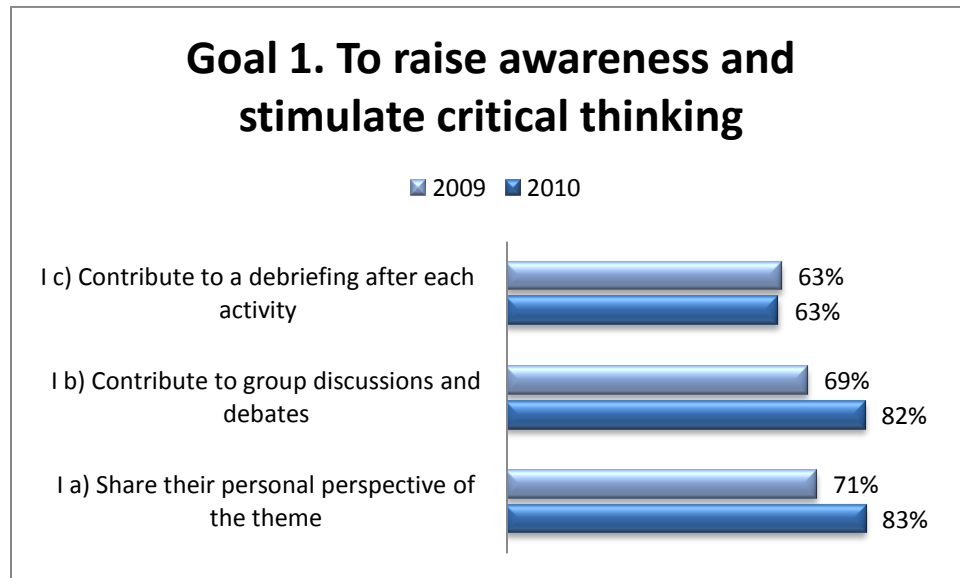 Goal 1. To raise awareness and
stimulate critical thinking
2009 2010
I c) Contribute to a debriefing after each
activity
63%
63%
I b) Contribute to group discussions and
debates
69%
82%
I a) Share their personal perspective of
the theme
71%
83%